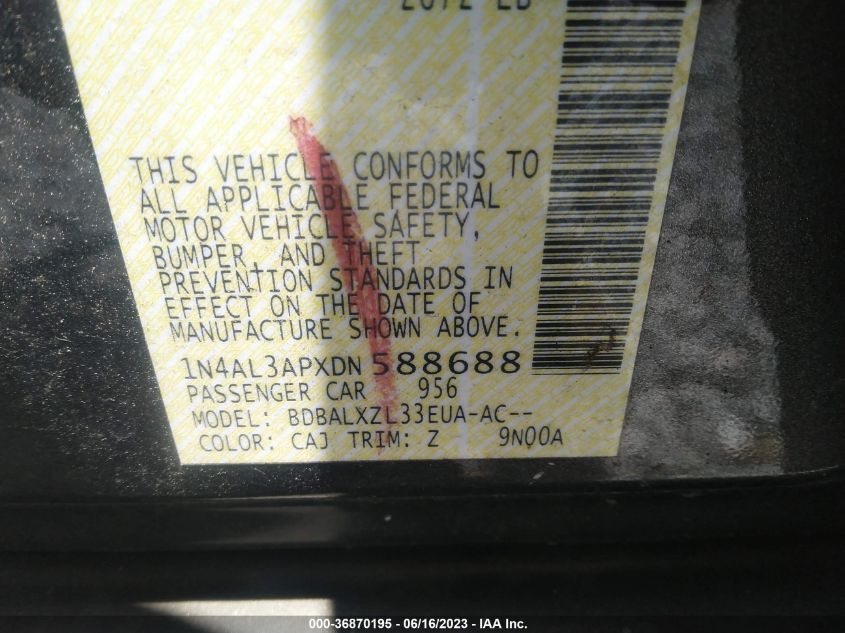 THIS VEHICLE CONFORMS TO
ALL APPLICABLE FEDERAL
MOTOR VEHICLE SAFETY,
BUMPER, AND THEFT
PREVENTION STANDARDS IN
EFFECT ON THE DATE OF
MANUFACTURE SHOWN ABOVE.
1N4AL3APXDN 588688
PASSENGER CAR 956
MODEL: BDBALXZL33EUA-AC--
COLOR: CAJ TRIM: Z 9N00A
000-36870195 - 06/16/2023 - IAA Inc.